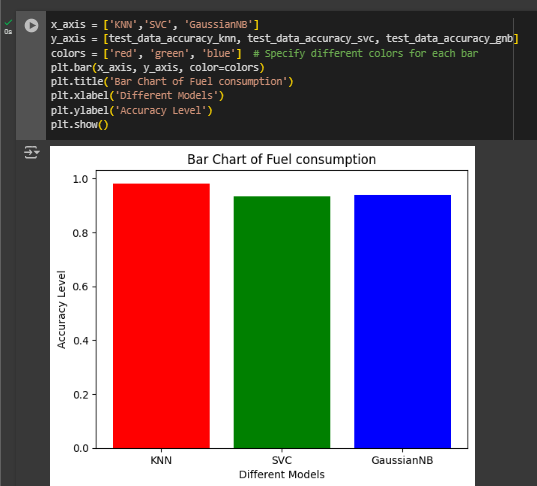 x_axis = ['KNN','SVC', 'GaussianNB']
y_axis = [test_data_accuracy_knn, test_data_accuracy_svc, test_data_accuracy_gnb]
colors = ['red', 'green', 'blue']  # Specify different colors for each bar
plt.bar(x_axis, y_axis, color=colors)
plt.title('Bar Chart of Fuel consumption')
plt.xlabel('Different Models')
plt.ylabel('Accuracy Level')
plt.show()
0s
Bar Chart of Fuel consumption
1.0
0.8
0.6
0.4
0.2
0.0
Accuracy Level
KNN SVC GaussianNB
Different Models